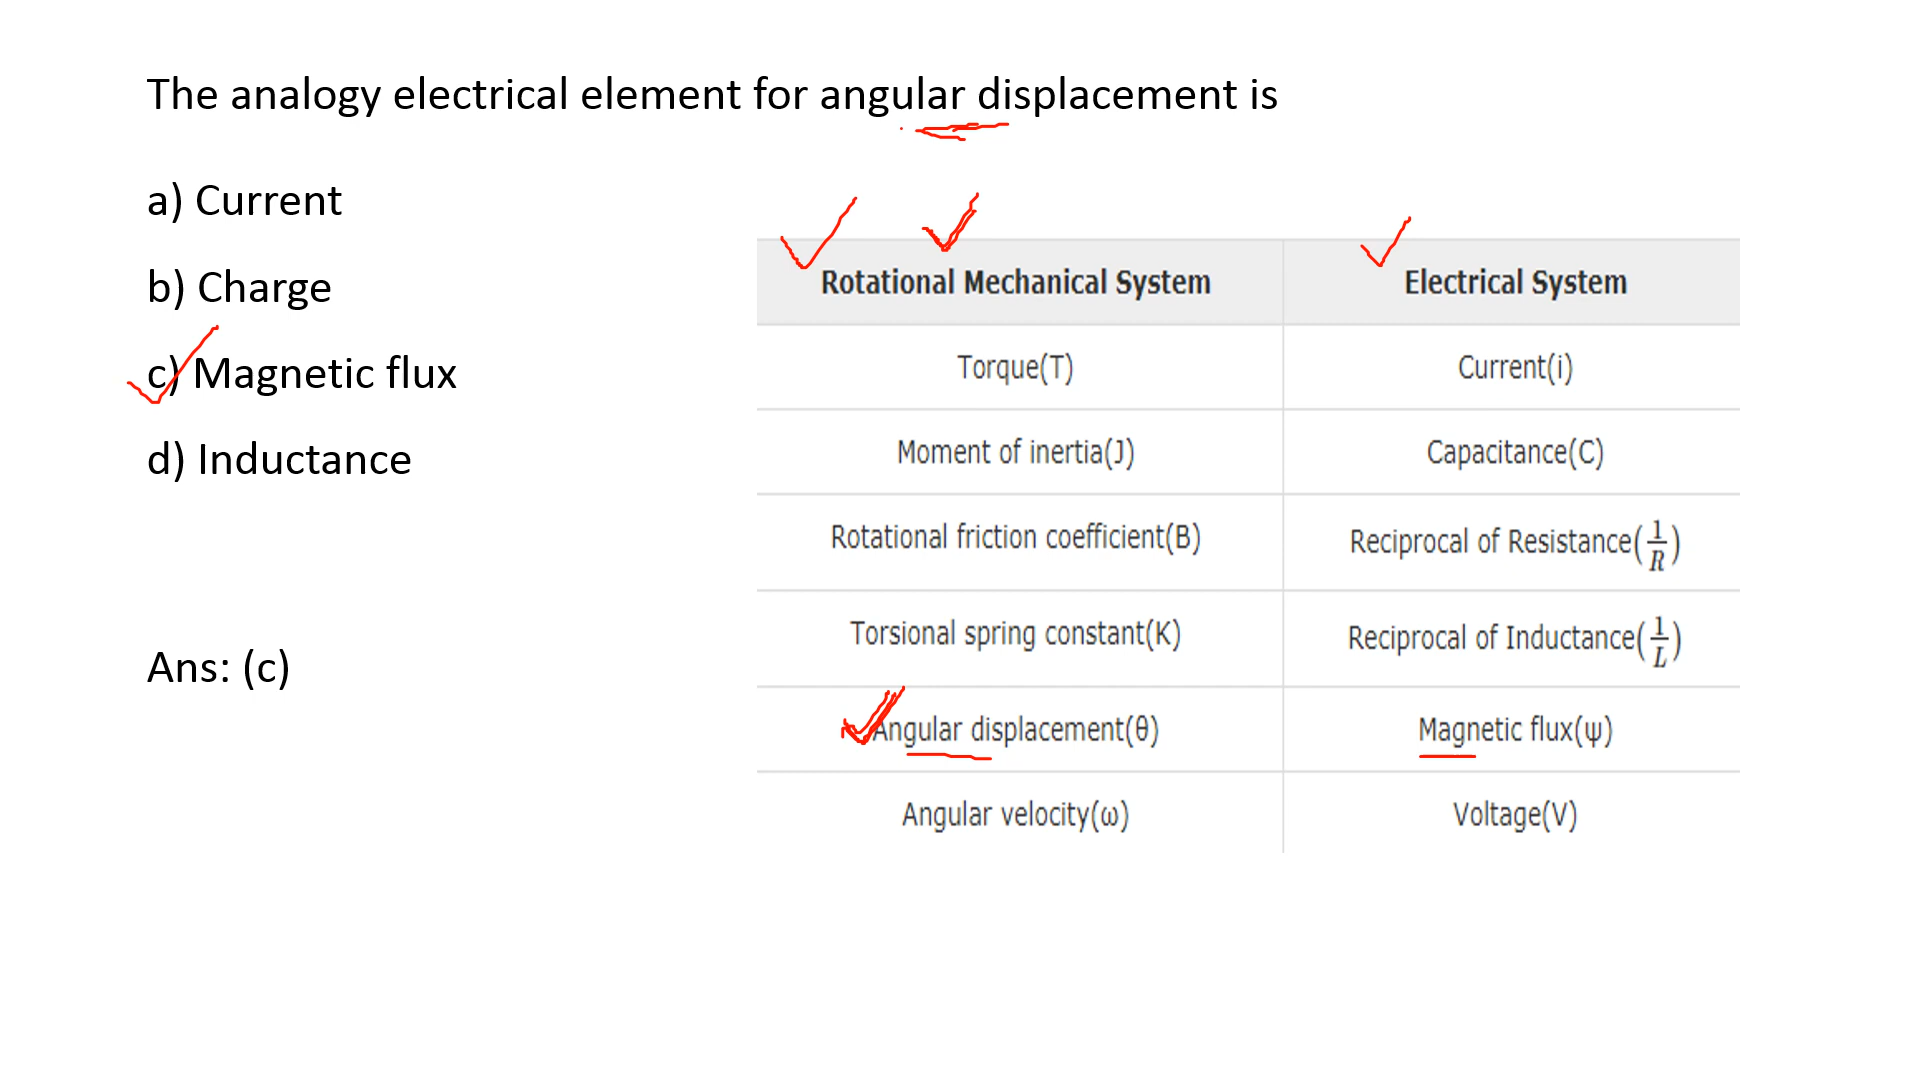 The analogy electrical element for angular displacement is
a) Current
b) Charge
c) Magnetic flux
d) Inductance
Ans: (c)
Rotational Mechanical System Electrical System
Torque(T) Current(i)
Moment of inertia(J) Capacitance(C)
Rotational friction coefficient(B) Reciprocal of Resistance(1/R)
Torsional spring constant(K) Reciprocal of Inductance(1/L)
Angular displacement(θ) Magnetic flux(ψ)
Angular velocity(ω) Voltage(V)